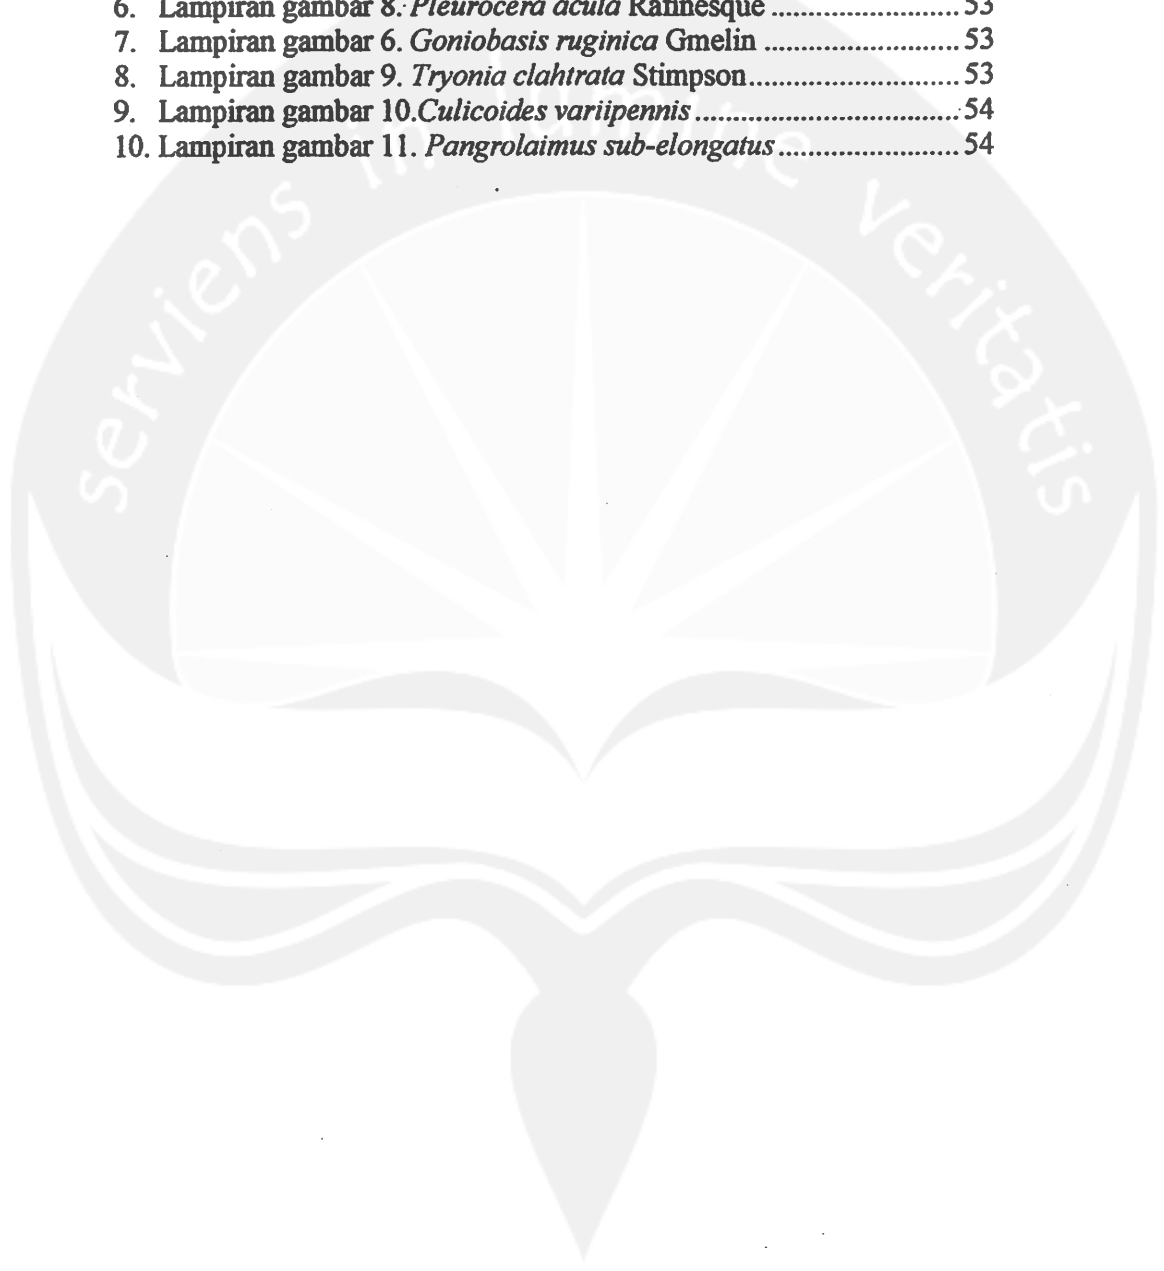 6. Lampiran gambar 8. Pleurocera acula Rafinesque ......................... 53
7. Lampiran gambar 6. Goniobasis ruginica Gmelin .......................... 53
8. Lampiran gambar 9. Tryonia clahtrata Stimpson............................ 53
9. Lampiran gambar 10.Culicoides variipennis ................................... 54
10. Lampiran gambar 11. Pangrolaimus sub-elongatus ........................ 54
serviens in lumine veritatis